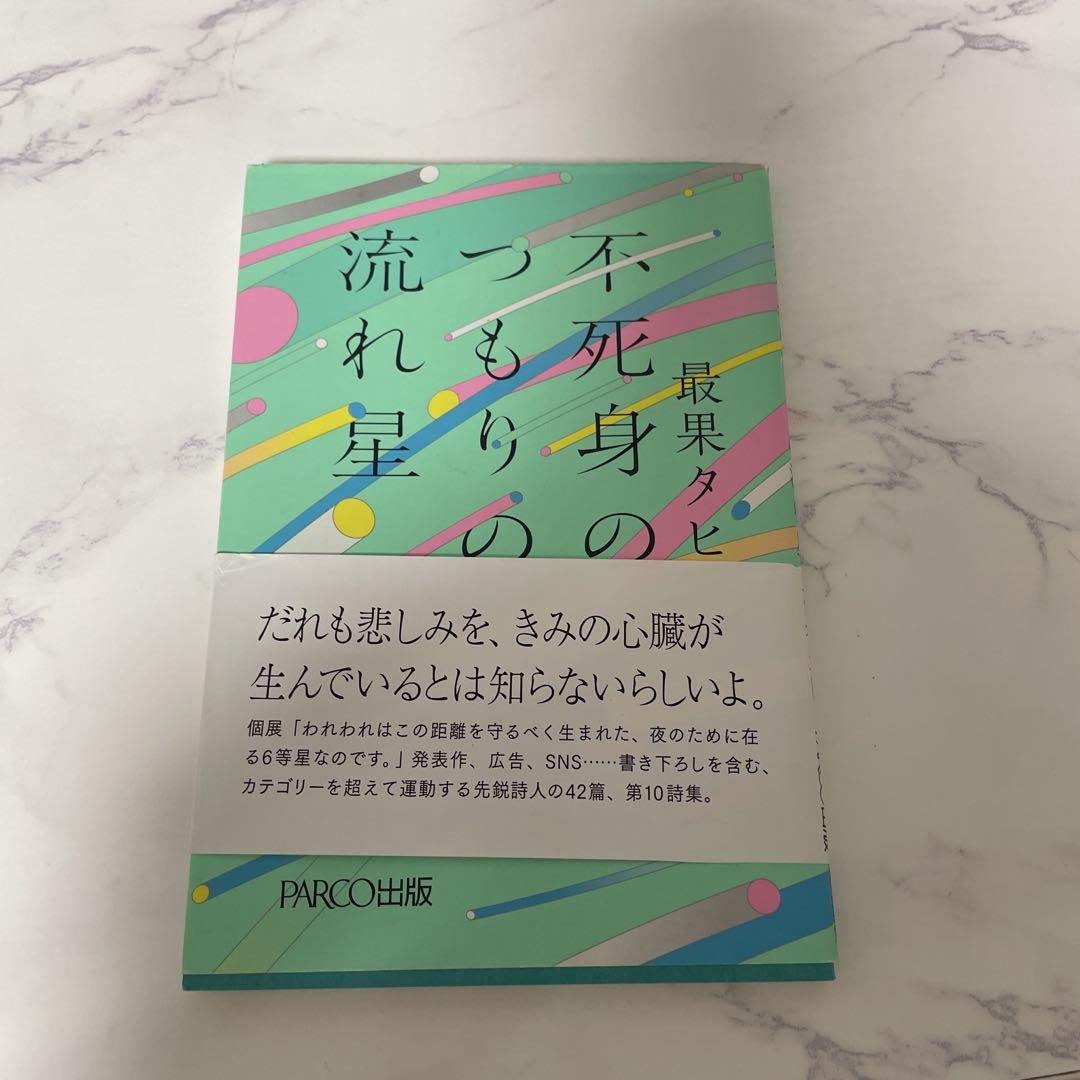 最果タヒ
不死身の
つもりの
流れ星
だれも悲しみを、きみの心臓が
生んでいるとは知らないらしいよ。
個展「われわれはこの距離を守るべく生まれた、夜のために在
る6等星なのです。」発表作、広告、SNS……書き下ろしを含む、
カテゴリーを超えて運動する先鋭詩人の42篇、第10詩集。
PARCO出版